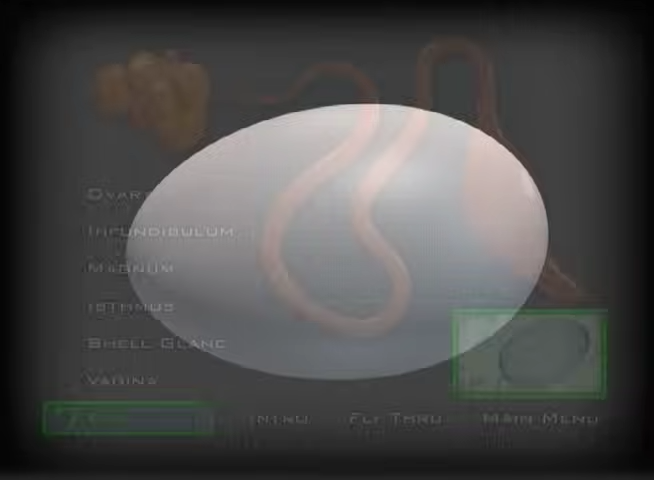 Ovary
Infundibulum
Magnum
Isthmus
Shell Gland
Vagina
Fly Thru
Main Menu